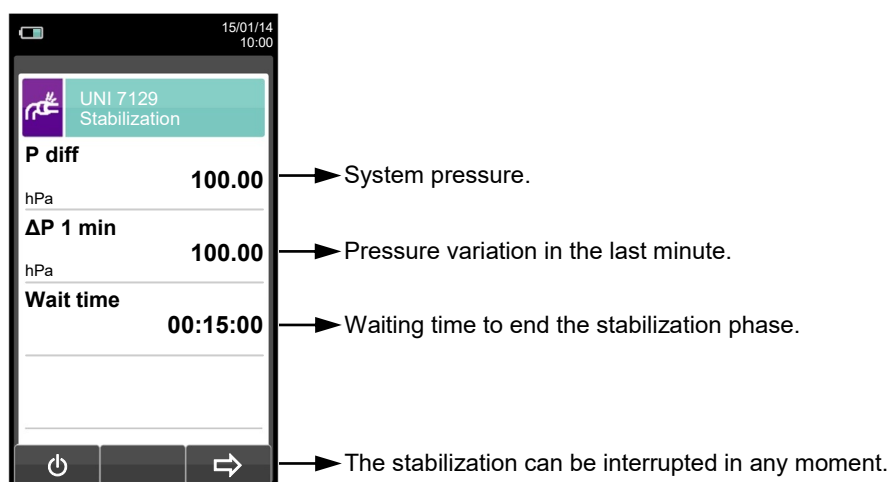 15/01/14
10:00
UNI 7129
Stabilization
P diff
100.00
hPa
System pressure.
ΔP 1 min
100.00
hPa
Pressure variation in the last minute.
Wait time
00:15:00
Waiting time to end the stabilization phase.
The stabilization can be interrupted in any moment.